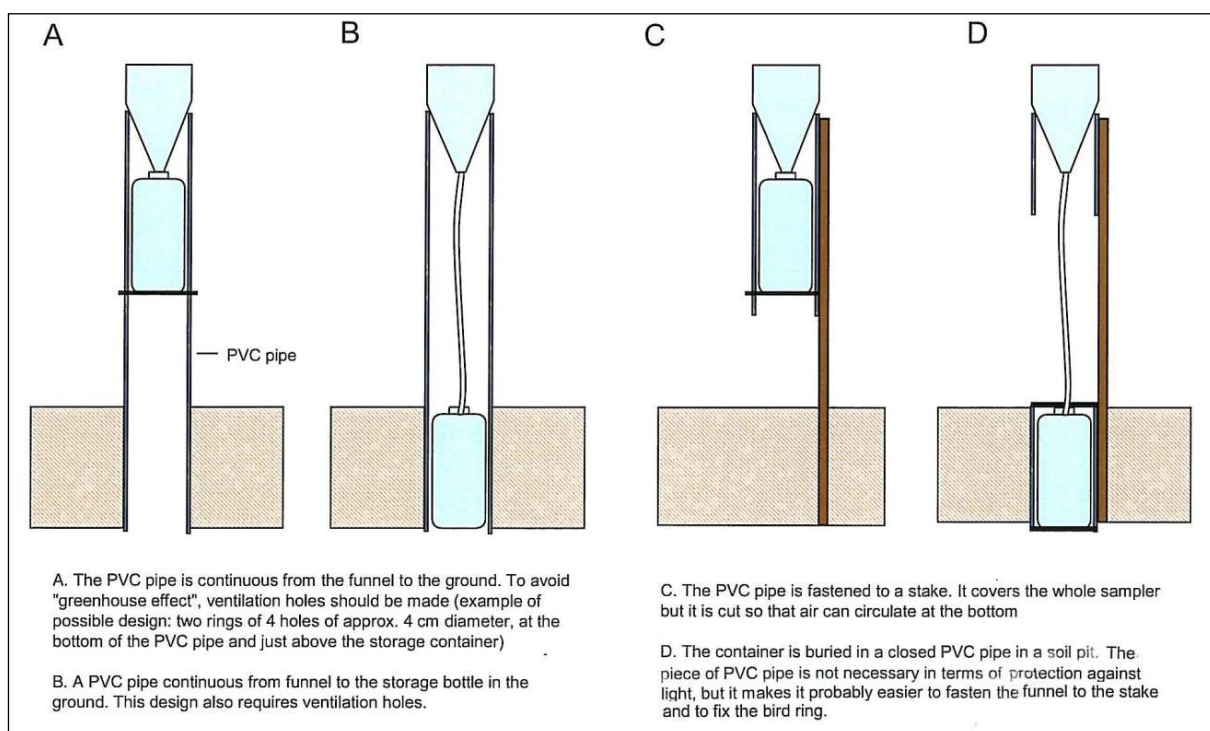 A
B
C
D
PVC pipe
A. The PVC pipe is continuous from the funnel to the ground. To avoid
"greenhouse effect", ventilation holes should be made (example of
possible design: two rings of 4 holes of approx. 4 cm diameter, at the
bottom of the PVC pipe and just above the storage container)
B. A PVC pipe continuous from funnel to the storage bottle in the
ground. This design also requires ventilation holes.
C. The PVC pipe is fastened to a stake. It covers the whole sampler
but it is cut so that air can circulate at the bottom
D. The container is buried in a closed PVC pipe in a soil pit. The
piece of PVC pipe is not necessary in terms of protection against
light, but it makes it probably easier to fasten the funnel to the stake
and to fix the bird ring.